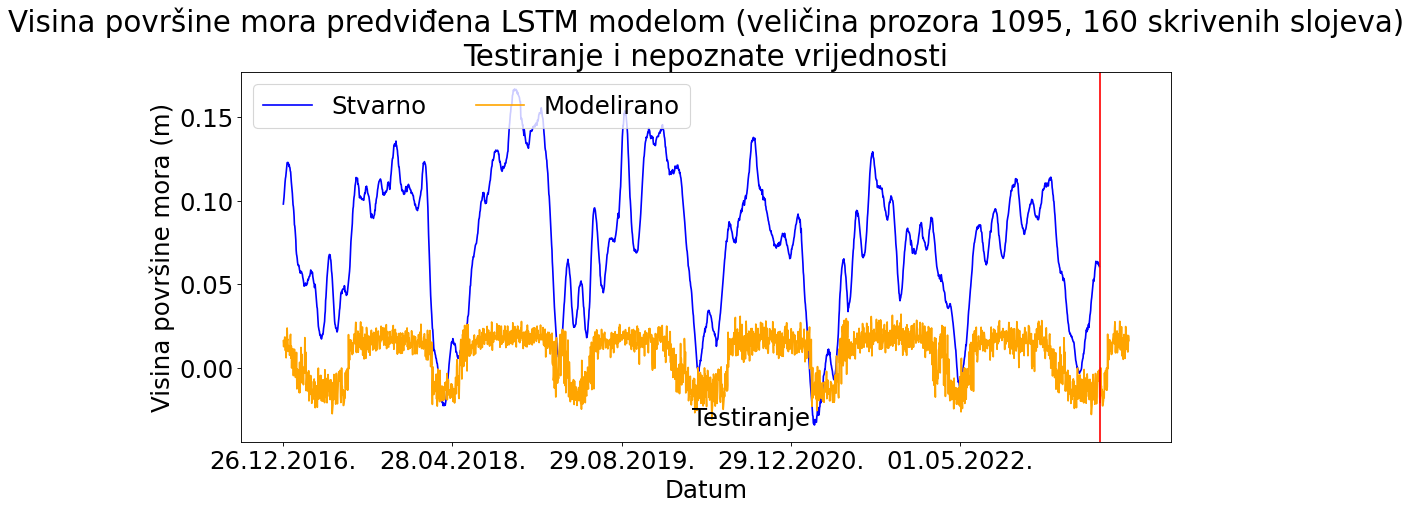 Visina površine mora predviđena LSTM modelom (veličina prozora 1095, 160 skrivenih slojeva)
Testiranje i nepoznate vrijednosti
Stvarno Modelirano
Visina površine mora (m)
0.15
0.10
0.05
0.00
Testiranje
26.12.2016. 28.04.2018. 29.08.2019. 29.12.2020. 01.05.2022.
Datum